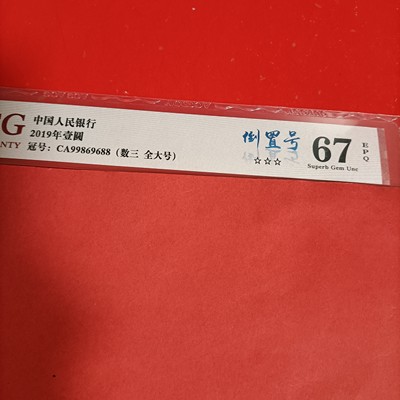 G 中国人民银行
2019年壹圆
NTY 冠号：CA99869688（数三 全大号）
倒置号
☆☆☆
67 EPQ
Superb Gem Unc